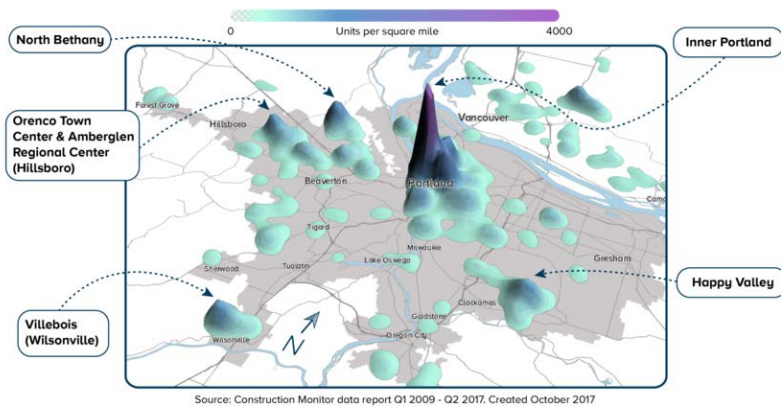 0
Units per square mile
4000
North Bethany
Inner Portland
Orenco Town
Center & Amberglen
Regional Center
(Hillsboro)
Forest Grove
Hillsboro
Vancouver
Beaverton
Portland
Tigard
Milwaukie
Lake Oswego
Gresham
Sherwood
Tualatin
Happy Valley
Clackamas
Villebois
(Wilsonville)
Gladstone
Wilsonville
N
Oregon City
Source: Construction Monitor data report Q1 2009 - Q2 2017. Created October 2017